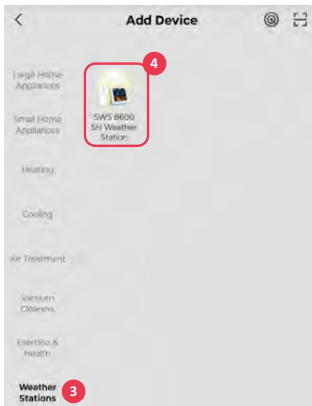 Add Device
Large Home
Appliances
Small Home
Appliances
Heating
Cooling
Air Treatment
Vacuum
Cleaners
Exercise &
Health
Weather
Stations
3
4
SWS 8600
SH Weather
Station